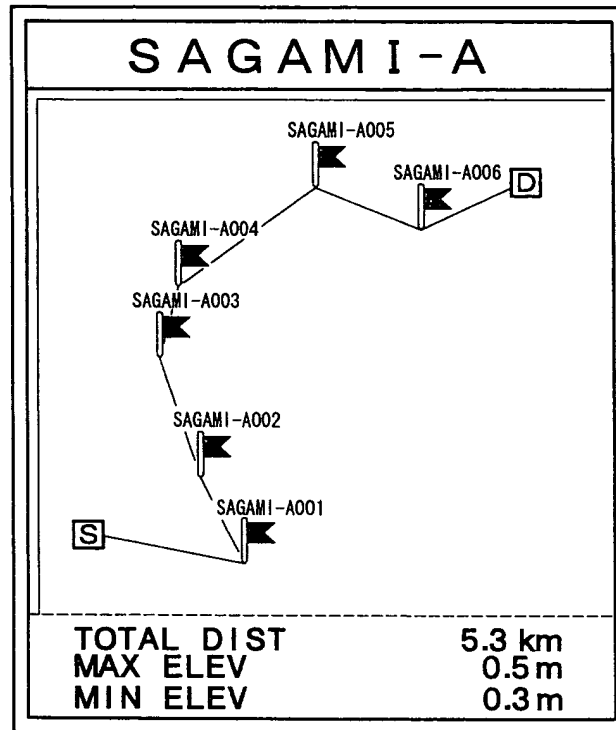 SAGAMI-A
SAGAMI-A005
SAGAMI-A006
D
SAGAMI-A004
SAGAMI-A003
SAGAMI-A002
SAGAMI-A001
S
TOTAL DIST 5.3 km
MAX ELEV 0.5 m
MIN ELEV 0.3 m